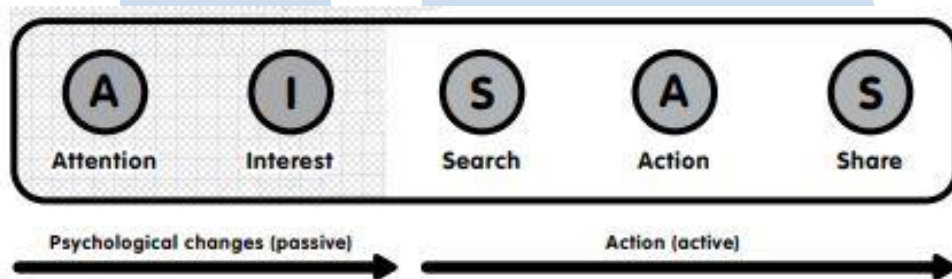 A I S A S
Attention Interest Search Action Share
Psychological changes (passive) Action (active)